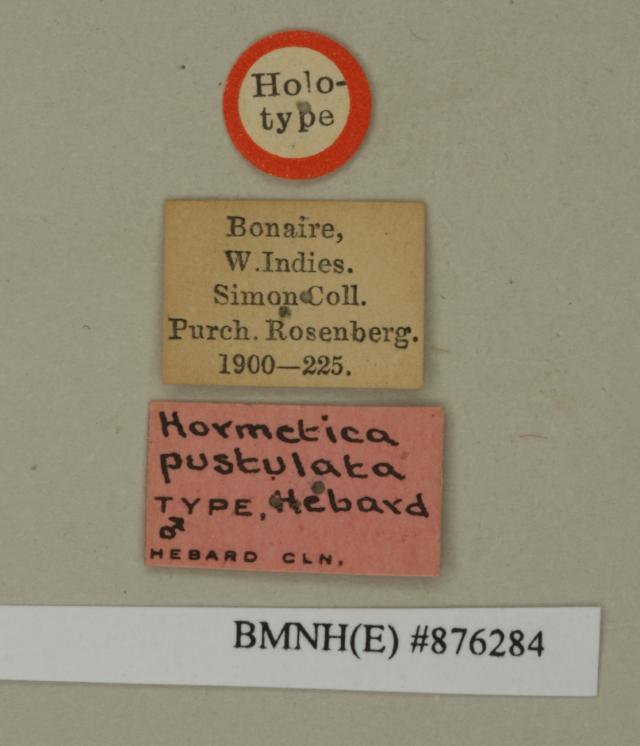 Holo-
type
Bonaire,
W.Indies.
Simon Coll.
Purch. Rosenberg.
1900—225.
Hormetica
pustulata
TYPE, Hebard
♂
HEBARD CLN.
BMNH(E) #876284